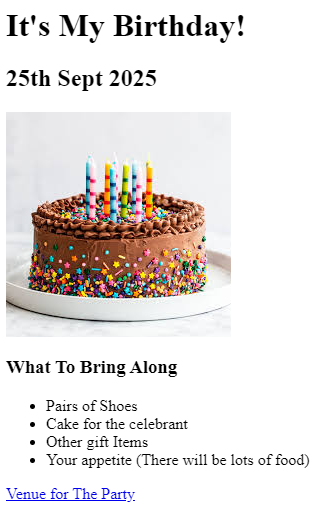 It's My Birthday!
25th Sept 2025
What To Bring Along
Pairs of Shoes
Cake for the celebrant
Other gift Items
Your appetite (There will be lots of food)
Venue for The Party